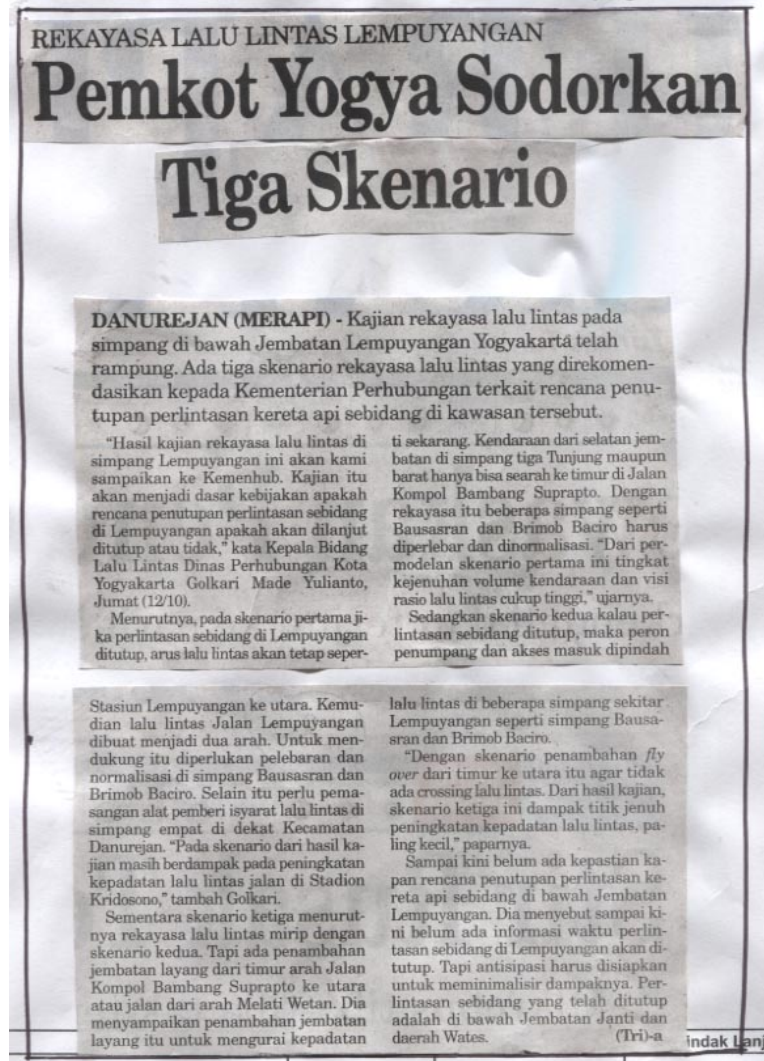 REKAYASA LALU LINTAS LEMPUYANGAN
Pemkot Yogya Sodorkan
Tiga Skenario
DANUREJAN (MERAPI) - Kajian rekayasa lalu lintas pada
simpang di bawah Jembatan Lempuyangan Yogyakarta telah
rampung. Ada tiga skenario rekayasa lalu lintas yang direkomen-
dasikan kepada Kementerian Perhubungan terkait rencana penu-
tupan perlintasan kereta api sebidang di kawasan tersebut.
"Hasil kajian rekayasa lalu lintas di
simpang Lempuyangan ini akan kami
sampaikan ke Kemenhub. Kajian itu
akan menjadi dasar kebijakan apakah
rencana penutupan perlintasan sebidang
di Lempuyangan apakah akan dilanjut
ditutup atau tidak," kata Kepala Bidang
Lalu Lintas Dinas Perhubungan Kota
Yogyakarta Golkari Made Yulianto,
Jumat (12/10).
Menurutnya, pada skenario pertama ji-
ka perlintasan sebidang di Lempuyangan
ditutup, arus lalu lintas akan tetap seper-
ti sekarang. Kendaraan dari selatan jem-
batan di simpang tiga Tunjung maupun
barat hanya bisa searah ke timur di Jalan
Kompol Bambang Suprapto. Dengan
rekayasa itu beberapa simpang seperti
Bausasran dan Brimob Baciro harus
diperlebar dan dinormalisasi. "Dari per-
modelan skenario pertama ini tingkat
kejenuhan volume kendaraan dan visi
rasio lalu lintas cukup tinggi," ujarnya.
Sedangkan skenario kedua kalau per-
lintasan sebidang ditutup, maka peron
penumpang dan akses masuk dipindah
Stasiun Lempuyangan ke utara. Kemu-
dian lalu lintas Jalan Lempuyangan
dibuat menjadi dua arah. Untuk men-
dukung itu diperlukan pelebaran dan
normalisasi di simpang Bausasran dan
Brimob Baciro. Selain itu perlu pema-
sangan alat pemberi isyarat lalu lintas di
simpang empat di dekat Kecamatan
Danurejan. "Pada skenario dari hasil ka-
jian masih berdampak pada peningkatan
kepadatan lalu lintas jalan di Stadion
Kridosono," tambah Golkari.
Sementara skenario ketiga menurut-
nya rekayasa lalu lintas mirip dengan
skenario kedua. Tapi ada penambahan
jembatan layang dari timur arah Jalan
Kompol Bambang Suprapto ke utara
atau jalan dari arah Melati Wetan. Dia
menyampaikan penambahan jembatan
layang itu untuk mengurai kepadatan
lalu lintas di beberapa simpang sekitar
Lempuyangan seperti simpang Bausa-
sran dan Brimob Baciro.
"Dengan skenario penambahan fly
over dari timur ke utara itu agar tidak
ada crossing lalu lintas. Dari hasil kajian,
skenario ketiga ini dampak titik jenuh
peningkatan kepadatan lalu lintas, pa-
ling kecil," paparnya.
Sampai kini belum ada kepastian ka-
pan rencana penutupan perlintasan ke-
reta api sebidang di bawah Jembatan
Lempuyangan. Dia menyebut sampai ki-
ni belum ada informasi waktu perlin-
tasan sebidang di Lempuyangan akan di-
tutup. Tapi antisipasi harus disiapkan
untuk meminimalisir dampaknya. Per-
lintasan sebidang yang telah ditutup
adalah di bawah Jembatan Janti dan
daerah Wates. (Tri)-a
indak Lanj